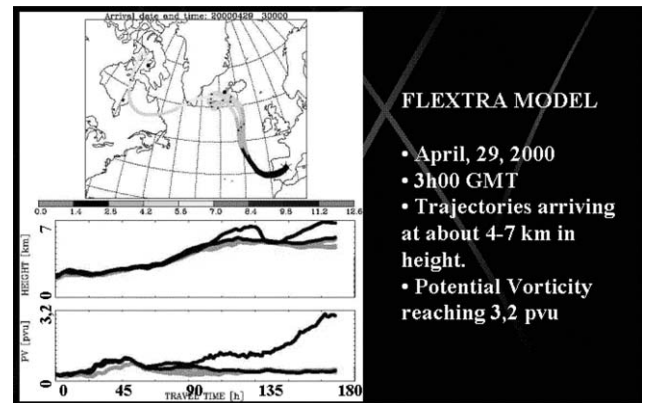 Arrival date and time: 20000429 30000
0.0 1.4 2.8 4.2 5.6 7.0 8.4 9.8 11.2 12.6
7
HEIGHT [km]
0
3,2
PV [pvu]
0
0 45 90 135 180
TRAVEL TIME [h]
FLEXTRA MODEL
• April, 29, 2000
• 3h00 GMT
• Trajectories arriving
at about 4-7 km in
height.
• Potential Vorticity
reaching 3,2 pvu